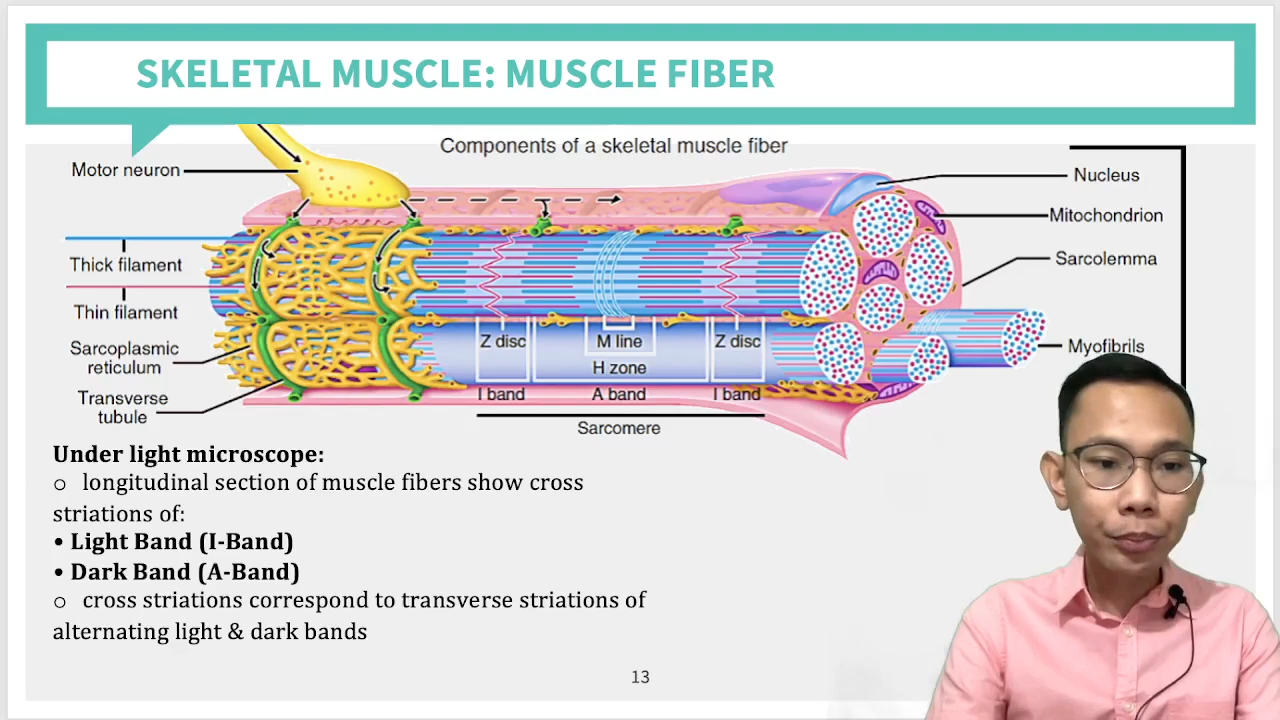 SKELETAL MUSCLE: MUSCLE FIBER
Components of a skeletal muscle fiber
Motor neuron
Nucleus
Mitochondrion
Thick filament
Sarcolemma
Thin filament
Sarcoplasmic
reticulum
Myofibrils
Transverse
tubule
Z disc
M line
Z disc
H zone
I band
A band
I band
Sarcomere
Under light microscope:
o longitudinal section of muscle fibers show cross
striations of:
• Light Band (I-Band)
• Dark Band (A-Band)
o cross striations correspond to transverse striations of
alternating light & dark bands
13